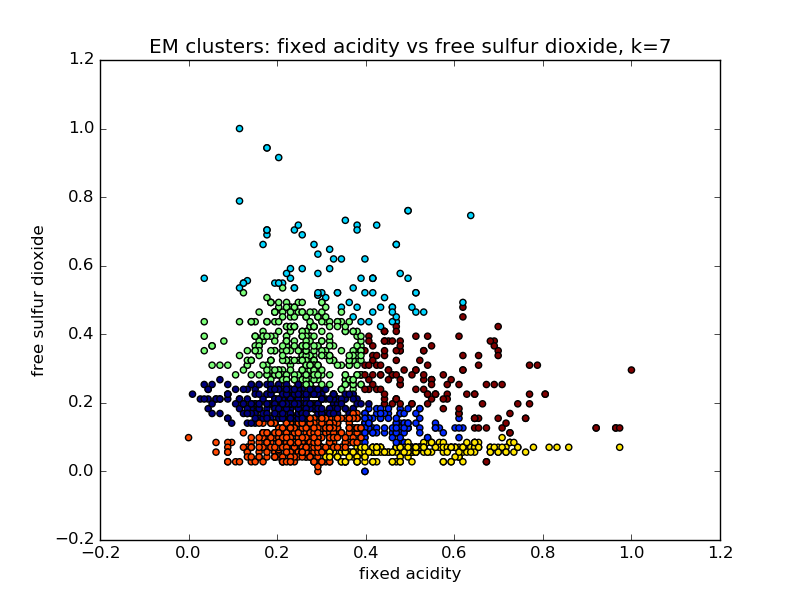 EM clusters: fixed acidity vs free sulfur dioxide, k=7
1.2
1.0
0.8
0.6
0.4
0.2
0.0
−0.2
free sulfur dioxide
−0.2 0.0 0.2 0.4 0.6 0.8 1.0 1.2
fixed acidity